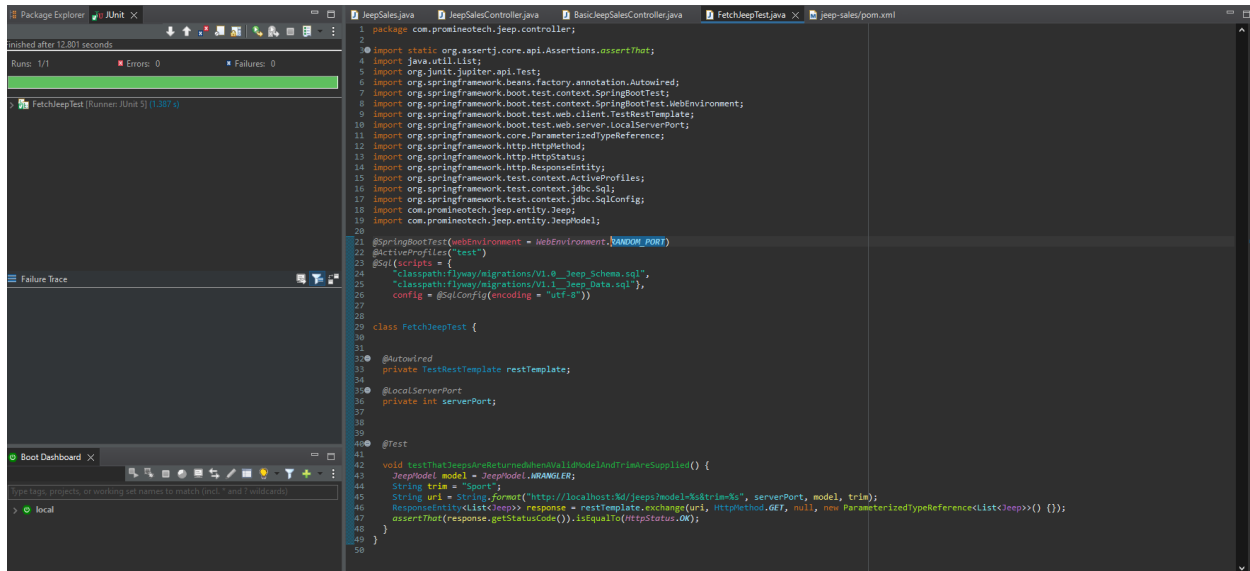 Package Explorer JUnit
Finished after 12.801 seconds
Runs: 1/1 Errors: 0 Failures: 0
FetchJeepTest [Runner: JUnit 5] (1.387 s)
Failure Trace
Boot Dashboard
Type tags, projects, or working set names to match (incl. * and ? wildcards)
local
JeepSales.java JeepSalesController.java BasicJeepSalesController.java FetchJeepTest.java jeep-sales/pom.xml
1 package com.promineotech.jeep.controller;
2
3 import static org.assertj.core.api.Assertions.assertThat;
4 import java.util.List;
5 import org.junit.jupiter.api.Test;
6 import org.springframework.beans.factory.annotation.Autowired;
7 import org.springframework.boot.test.context.SpringBootTest;
8 import org.springframework.boot.test.context.SpringBootTest.WebEnvironment;
9 import org.springframework.boot.test.web.client.TestRestTemplate;
10 import org.springframework.boot.test.web.server.LocalServerPort;
11 import org.springframework.core.ParameterizedTypeReference;
12 import org.springframework.http.HttpMethod;
13 import org.springframework.http.HttpStatus;
14 import org.springframework.http.ResponseEntity;
15 import org.springframework.test.context.ActiveProfiles;
16 import org.springframework.test.context.jdbc.Sql;
17 import org.springframework.test.context.jdbc.SqlConfig;
18 import com.promineotech.jeep.entity.Jeep;
19 import com.promineotech.jeep.entity.JeepModel;
20
21 @SpringBootTest(webEnvironment = WebEnvironment.RANDOM_PORT)
22 @ActiveProfiles("test")
23 @Sql(scripts = {
24 "classpath:flyway/migrations/V1.0__Jeep_Schema.sql",
25 "classpath:flyway/migrations/V1.1__Jeep_Data.sql"},
26 config = @SqlConfig(encoding = "utf-8"))
27
28
29 class FetchJeepTest {
30
31
32 @Autowired
33 private TestRestTemplate restTemplate;
34
35 @LocalServerPort
36 private int serverPort;
37
38
39
40 @Test
41
42 void testThatJeepsAreReturnedWhenAValidModelAndTrimAreSupplied() {
43 JeepModel model = JeepModel.WRANGLER;
44 String trim = "Sport";
45 String uri = String.format("http://localhost:%d/jeeps?model=%s&trim=%s", serverPort, model, trim);
46 ResponseEntity<List<Jeep>> response = restTemplate.exchange(uri, HttpMethod.GET, null, new ParameterizedTypeReference<List<Jeep>>() {});
47 assertThat(response.getStatusCode()).isEqualTo(HttpStatus.OK);
48 }
49 }
50